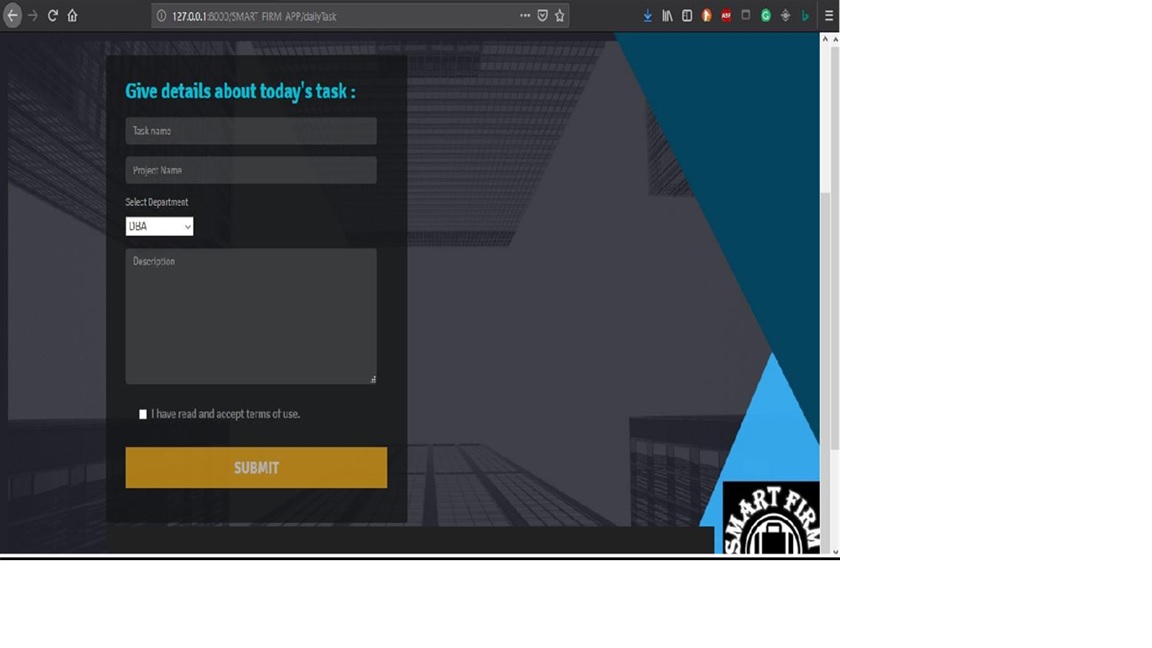 127.0.0.1:8000/SMART_FIRM_APP/dailyTask
Give details about today's task :
Task name
Project Name
Select Department
DBA
Description
I have read and accept terms of use.
SUBMIT
SMART FIRM